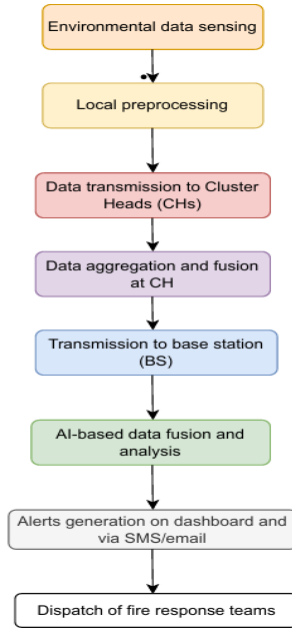 Environmental data sensing
Local preprocessing
Data transmission to Cluster
Heads (CHs)
Data aggregation and fusion
at CH
Transmission to base station
(BS)
AI-based data fusion and
analysis
Alerts generation on dashboard and
via SMS/email
Dispatch of fire response teams